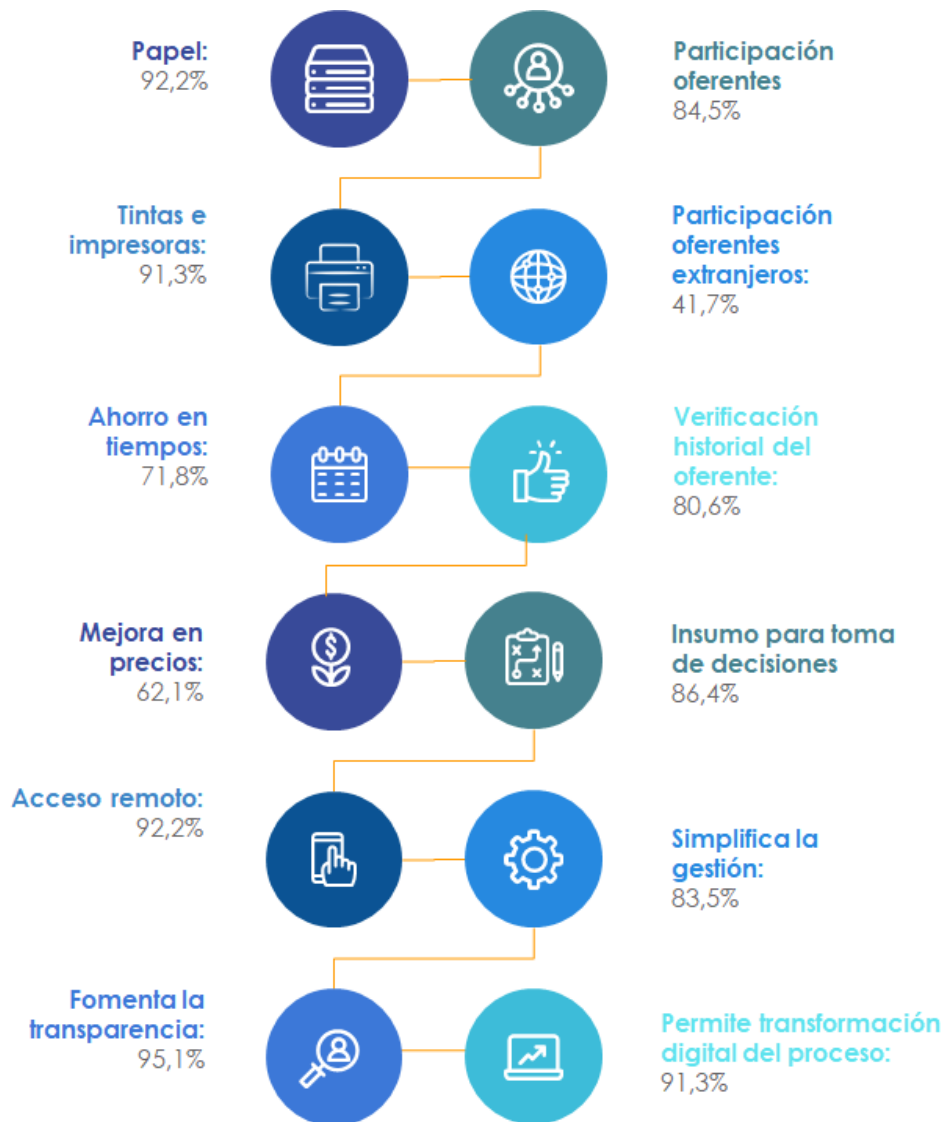 Papel:
92,2%
Participación
oferentes
84,5%
Tintas e
impresoras:
91,3%
Participación
oferentes
extranjeros:
41,7%
Ahorro en
tiempos:
71,8%
Verificación
historial del
oferente:
80,6%
Mejora en
precios:
62,1%
Insumo para toma
de decisiones
86,4%
Acceso remoto:
92,2%
Simplifica la
gestión:
83,5%
Fomenta la
transparencia:
95,1%
Permite transformación
digital del proceso:
91,3%